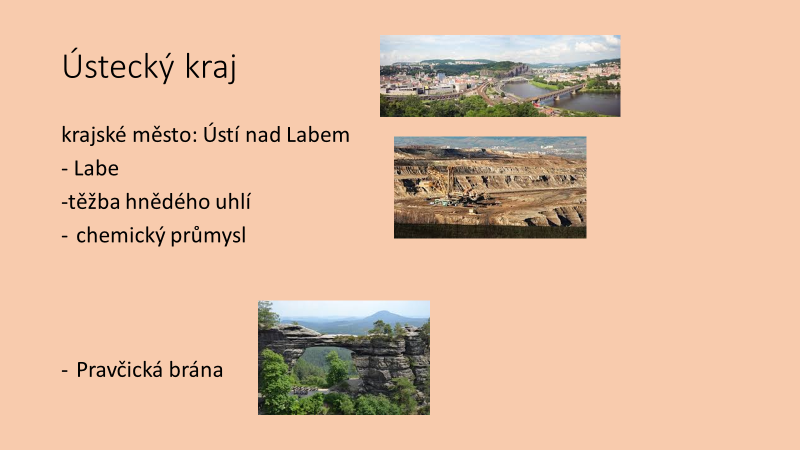 Ústecký kraj
krajské město: Ústí nad Labem
- Labe
-těžba hnědého uhlí
- chemický průmysl
- Pravčická brána